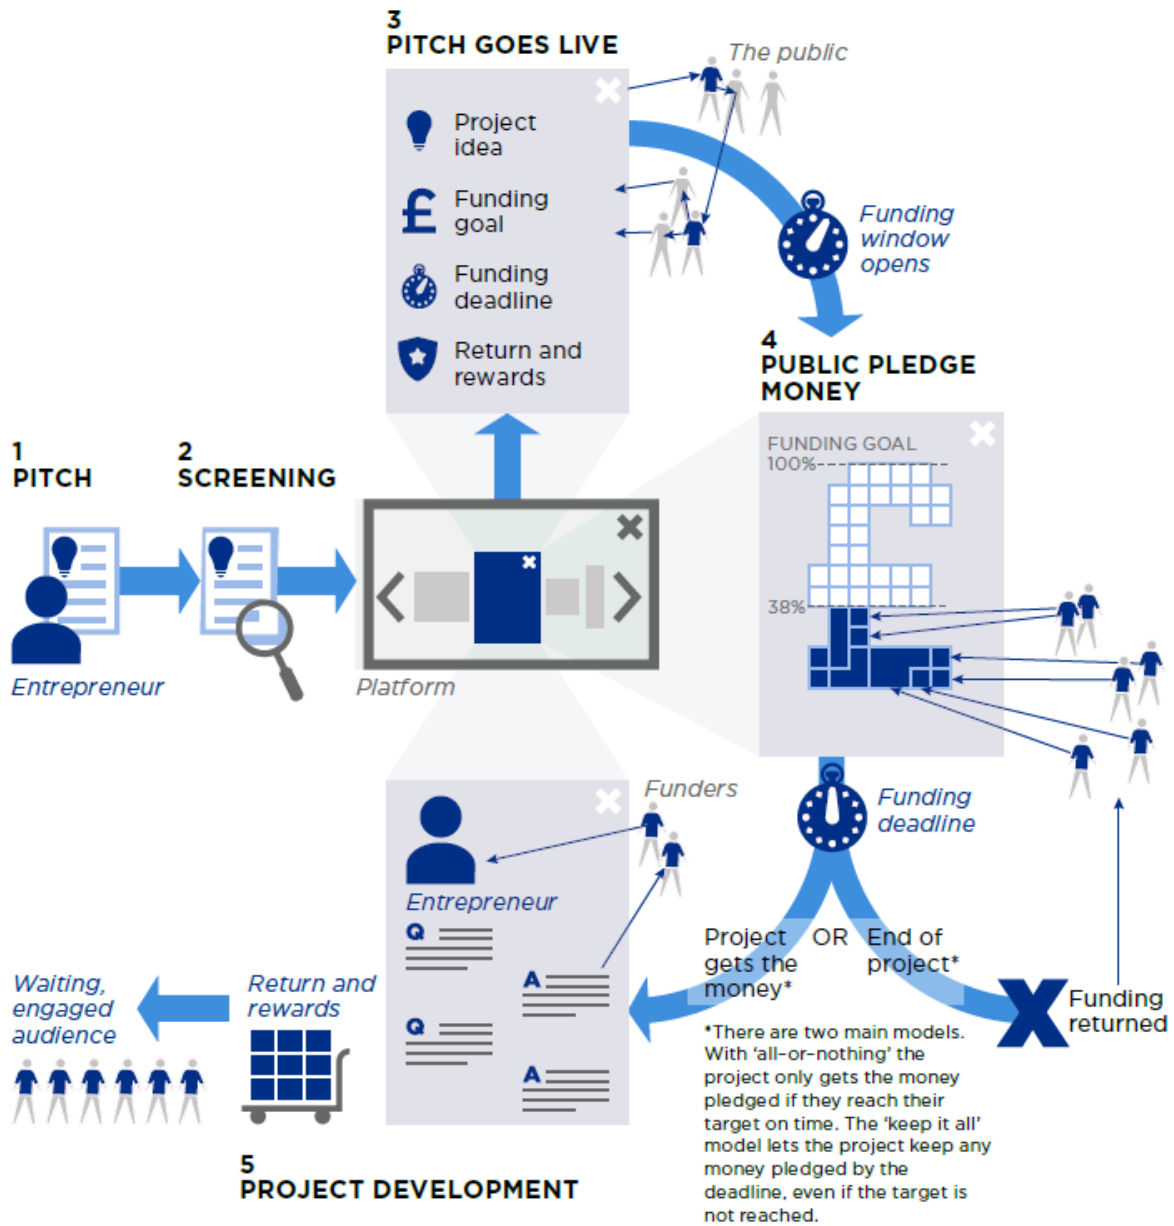 3
PITCH GOES LIVE
The public
Project
idea
£
Funding
goal
Funding
deadline
Return and
rewards
Funding
window
opens
4
PUBLIC PLEDGE
MONEY
FUNDING GOAL
100%
38%
1
PITCH
2
SCREENING
Entrepreneur
Platform
Funding
deadline
Funders
Entrepreneur
Q
A
Q
A
Project
gets the
money*
OR
End of
project*
X
Funding
returned
*There are two main models.
With ‘all-or-nothing’ the
project only gets the money
pledged if they reach their
target on time. The ‘keep it all’
model lets the project keep any
money pledged by the
deadline, even if the target is
not reached.
Waiting,
engaged
audience
Return and
rewards
5
PROJECT DEVELOPMENT